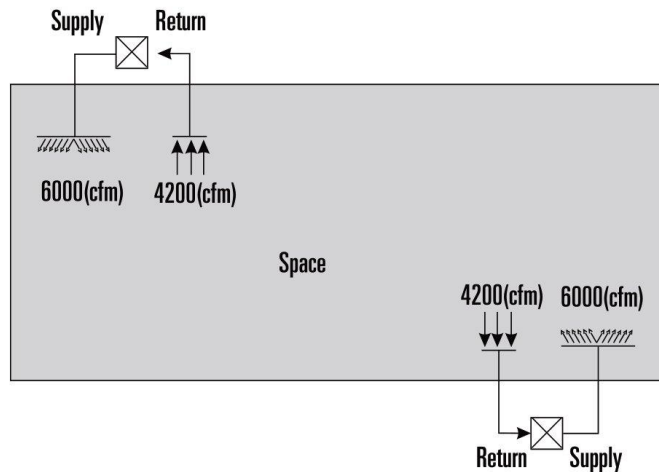 Supply Return
6000(cfm) 4200(cfm)
Space
4200(cfm) 6000(cfm)
Return Supply